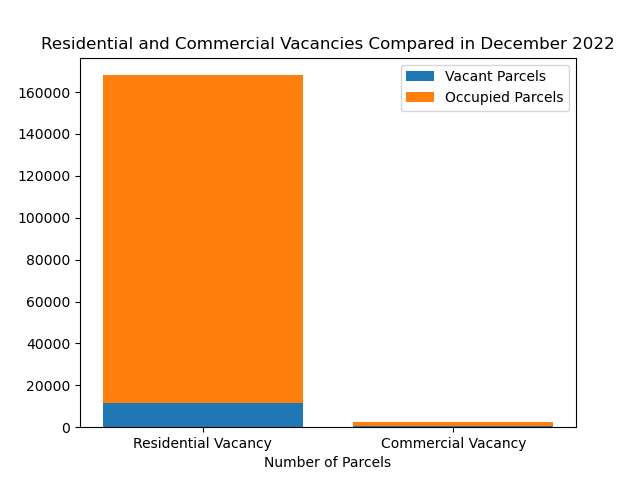 Residential and Commercial Vacancies Compared in December 2022
Vacant Parcels
Occupied Parcels
160000
140000
120000
100000
80000
60000
40000
20000
0
Residential Vacancy
Commercial Vacancy
Number of Parcels